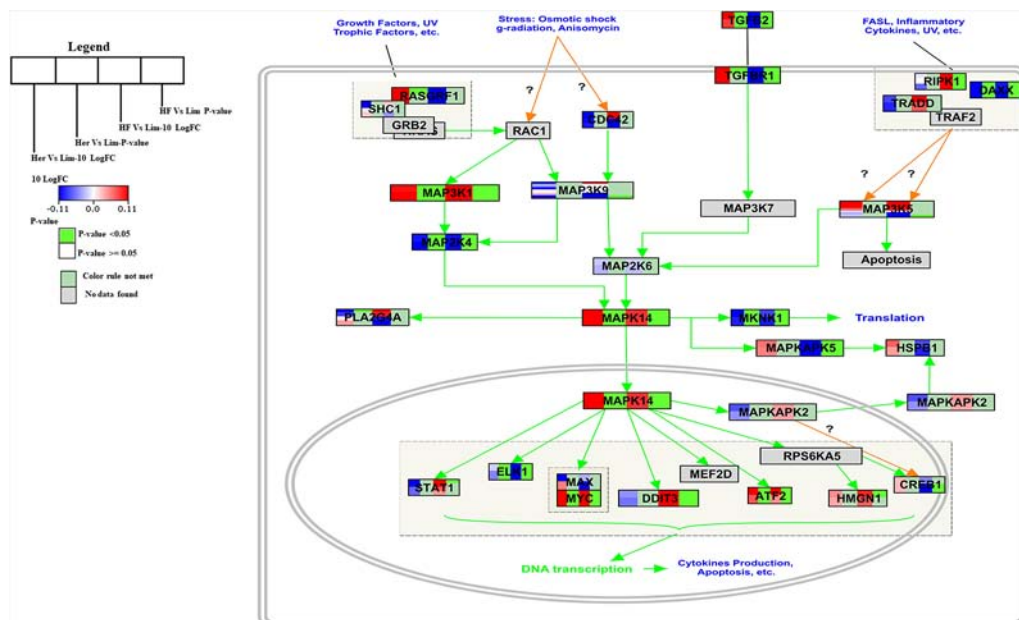 Growth Factors, UV
Trophic Factors, etc.
Stress: Osmotic shock
g-radiation, Anisomycin
TGFB2
FASL, Inflammatory
Cytokines, UV, etc.
Legend
HF Vs Lim P-value
HF Vs Lim-10 LogFC
Her Vs Lim-P-value
Her Vs Lim-10 LogFC
10 LogFC
-0.11 0.0 0.11
P-value
P-value <0.05
P-value >= 0.05
Color rule not met
No data found
TGFBR1
RASGRF1
SHC1
GRB2
?
?
RAC1
CDC42
RIPK1
DAXX
TRADD
TRAF2
?
?
MAP3K1
MAP3K9
MAP3K7
MAP3K5
MAP2K4
MAP2K6
Apoptosis
PLA2G4A
MAPK14
MKNK1
Translation
MAPKAPK5
HSPB1
MAPK14
MAPKAPK2
MAPKAPK2
?
RPS6KA5
STAT1
ELK1
MAX
MYC
DDIT3
MEF2D
ATF2
HMGN1
CREB1
DNA transcription
Cytokines Production,
Apoptosis, etc.